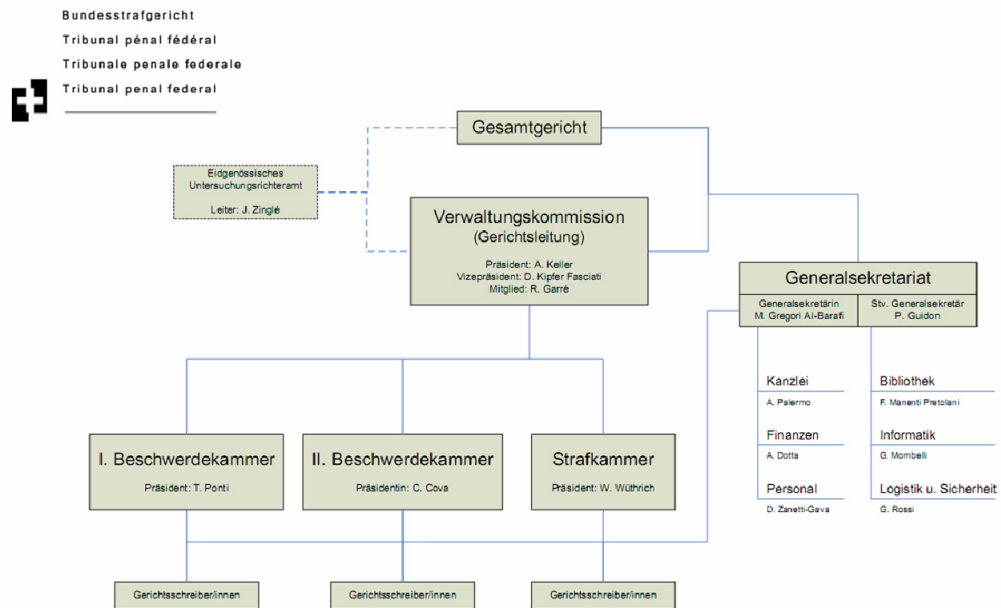 Bundesstrafgericht
Tribunal pénal fédéral
Tribunale penale federale
Tribunal penal federal
Gesamtgericht
Eidgenössisches
Untersuchungsrichteramt
Leiter: J. Zinglé
Verwaltungskommission
(Gerichtsleitung)
Präsident: A. Keller
Vizepräsident: D. Kipfer Fasciati
Mitglied: R. Garré
Generalsekretariat
Generalsekretärin
M. Gregori Al-Barafi
Stv. Generalsekretär
P. Guidon
Kanzlei
A. Palermo
Bibliothek
F. Manenti Pretolani
Finanzen
A. Dotta
Informatik
G. Mombelli
Personal
D. Zanetti-Gava
Logistik u. Sicherheit
G. Rossi
I. Beschwerdekammer
Präsident: T. Ponti
II. Beschwerdekammer
Präsidentin: C. Cova
Strafkammer
Präsident: W. Wüthrich
Gerichtsschreiber/innen
Gerichtsschreiber/innen
Gerichtsschreiber/innen